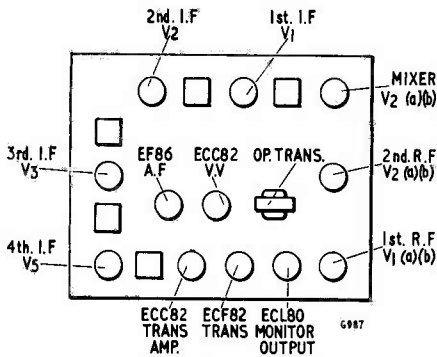 2nd. I.F
V2
1st. I.F
V1
MIXER
V2 (a)(b)
3rd. I.F
V3
EF86
A.F
ECC82
V.V
OP. TRANS.
2nd. R.F
V2 (a)(b)
4th. I.F
V5
1st. R.F
V1 (a)(b)
ECC82
TRANS
AMP.
ECF82
TRANS
ECL80
MONITOR
OUTPUT
G987